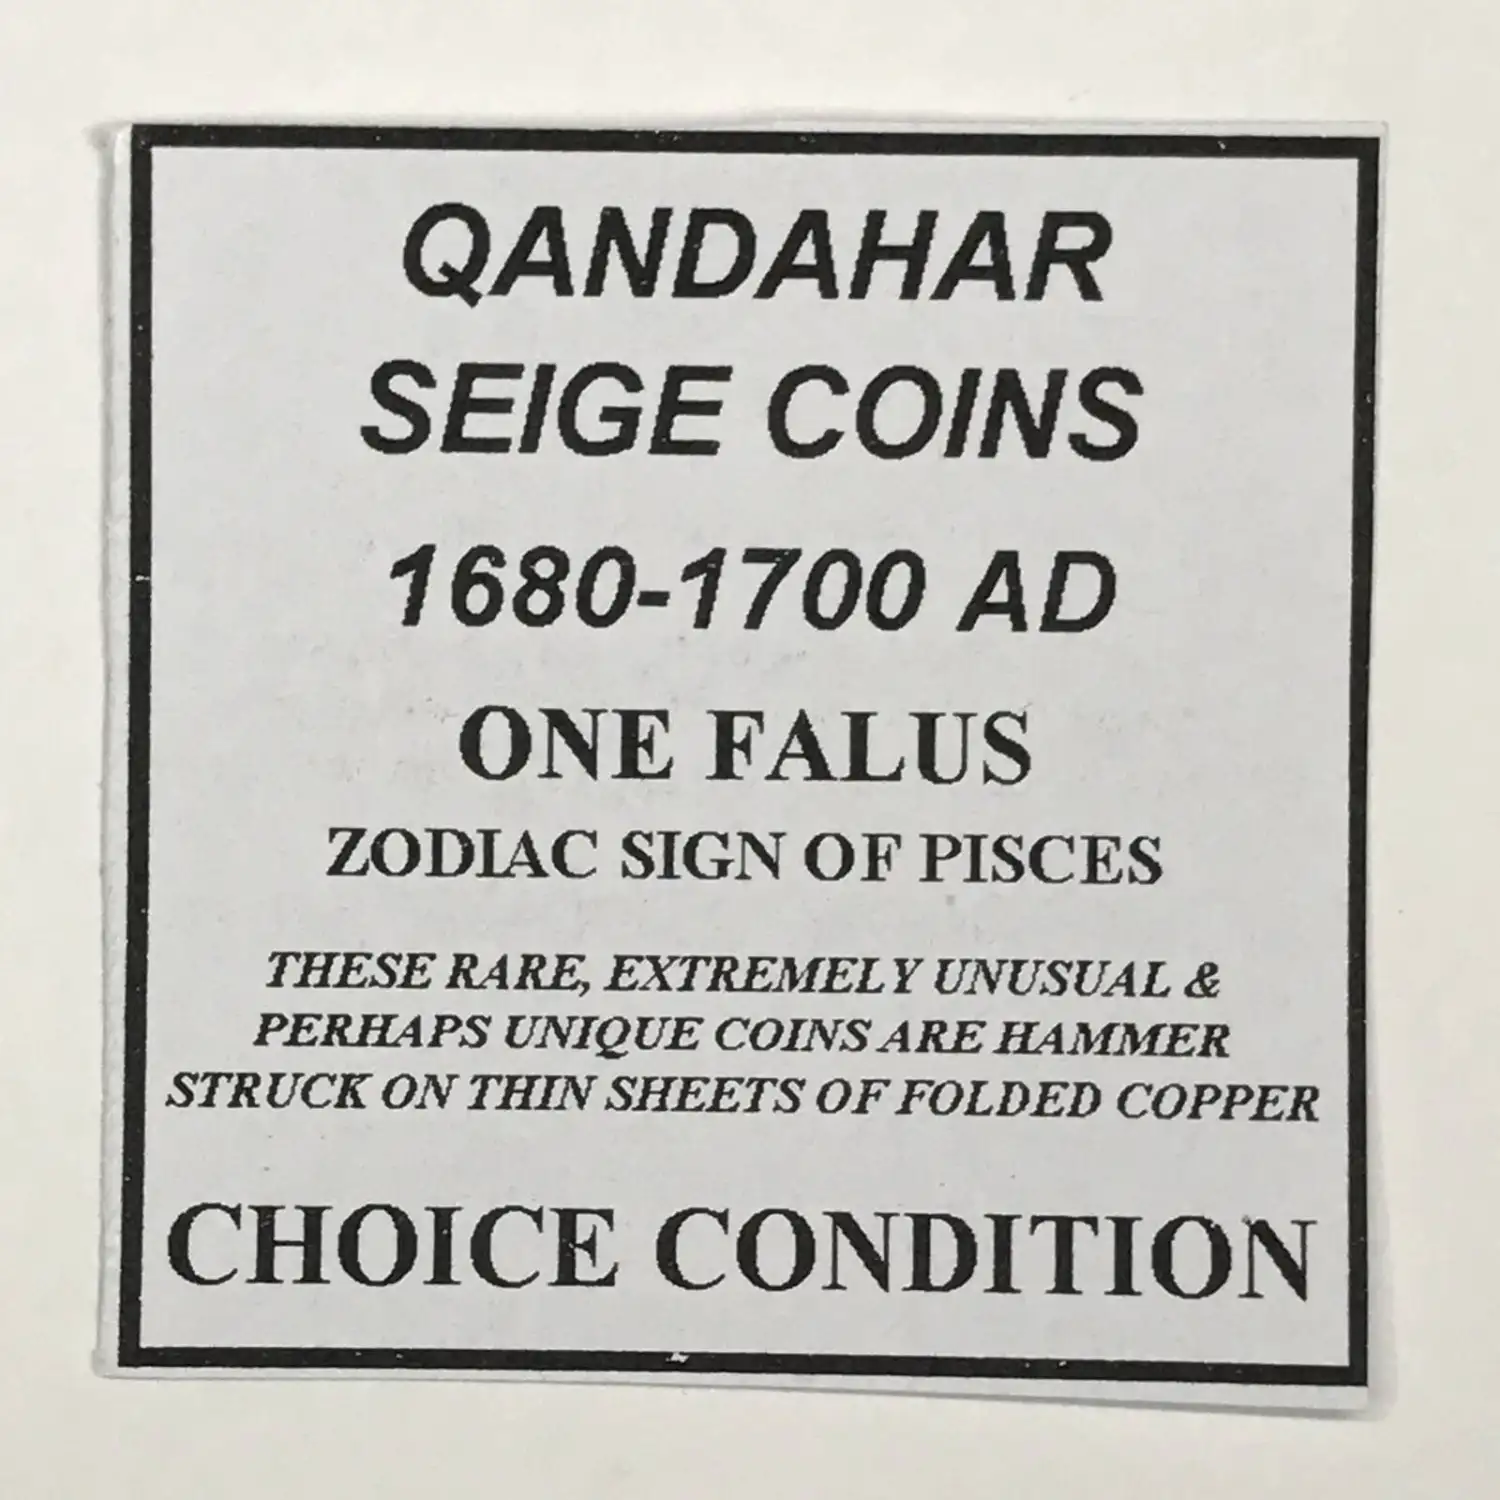 QANDAHAR
SEIGE COINS
1680-1700 AD
ONE FALUS
ZODIAC SIGN OF PISCES
THESE RARE, EXTREMELY UNUSUAL &
PERHAPS UNIQUE COINS ARE HAMMER
STRUCK ON THIN SHEETS OF FOLDED COPPER
CHOICE CONDITION